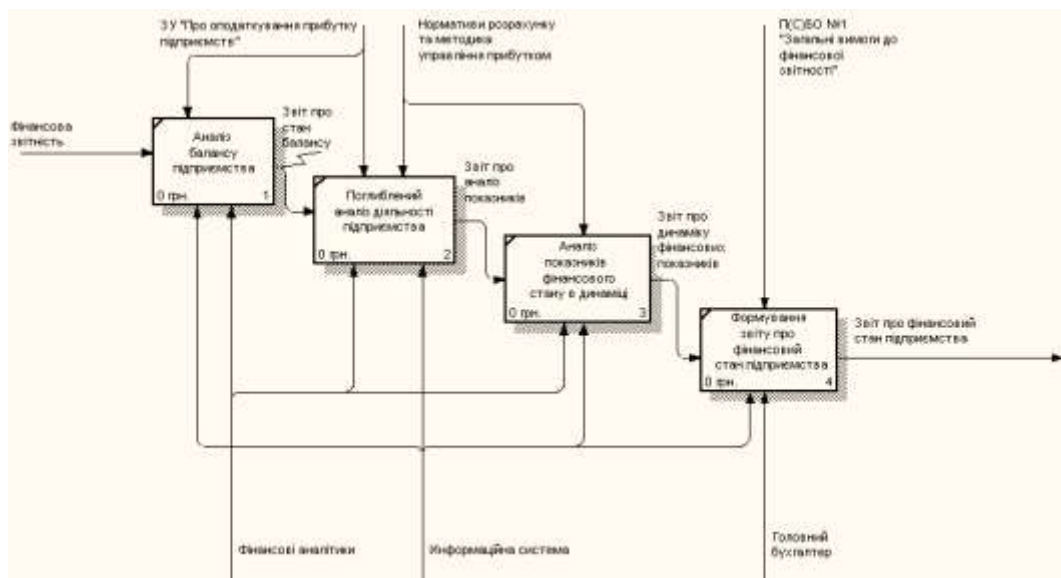 ЗУ "Про оподаткування прибутку
підприємств"
Нормативи розрахунку
та методика
управління прибутком
П(С)БО №1
"Загальні вимоги до
фінансової
звітності"
Фінансова
звітність
Аналіз
балансу
підприємства
0 грн. 1
Звіт про
стан
балансу
Поглиблений
аналіз діяльності
підприємства
0 грн. 2
Звіт про
аналіз
показників
Аналіз
показників
фінансового
стану в динаміці
0 грн. 3
Звіт про
динаміку
фінансових
показників
Формування
звіту про
фінансовий
стан підприємства
0 грн. 4
Звіт про фінансовий
стан підприємства
Фінансові аналітики
Информаційна система
Головний
бухгалтер